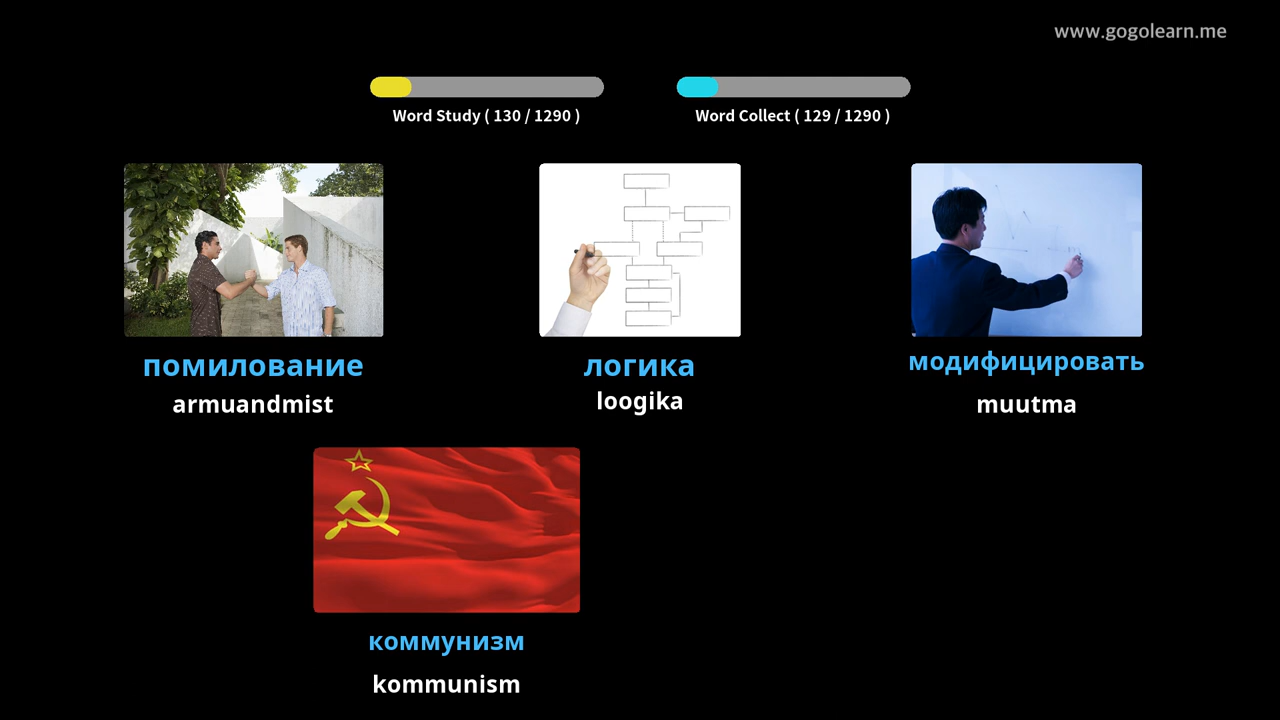 www.gogolearn.me
Word Study ( 130 / 1290 )
Word Collect ( 129 / 1290 )
помилование
armuandmist
логика
loogika
модифицировать
muutma
коммунизм
kommunism